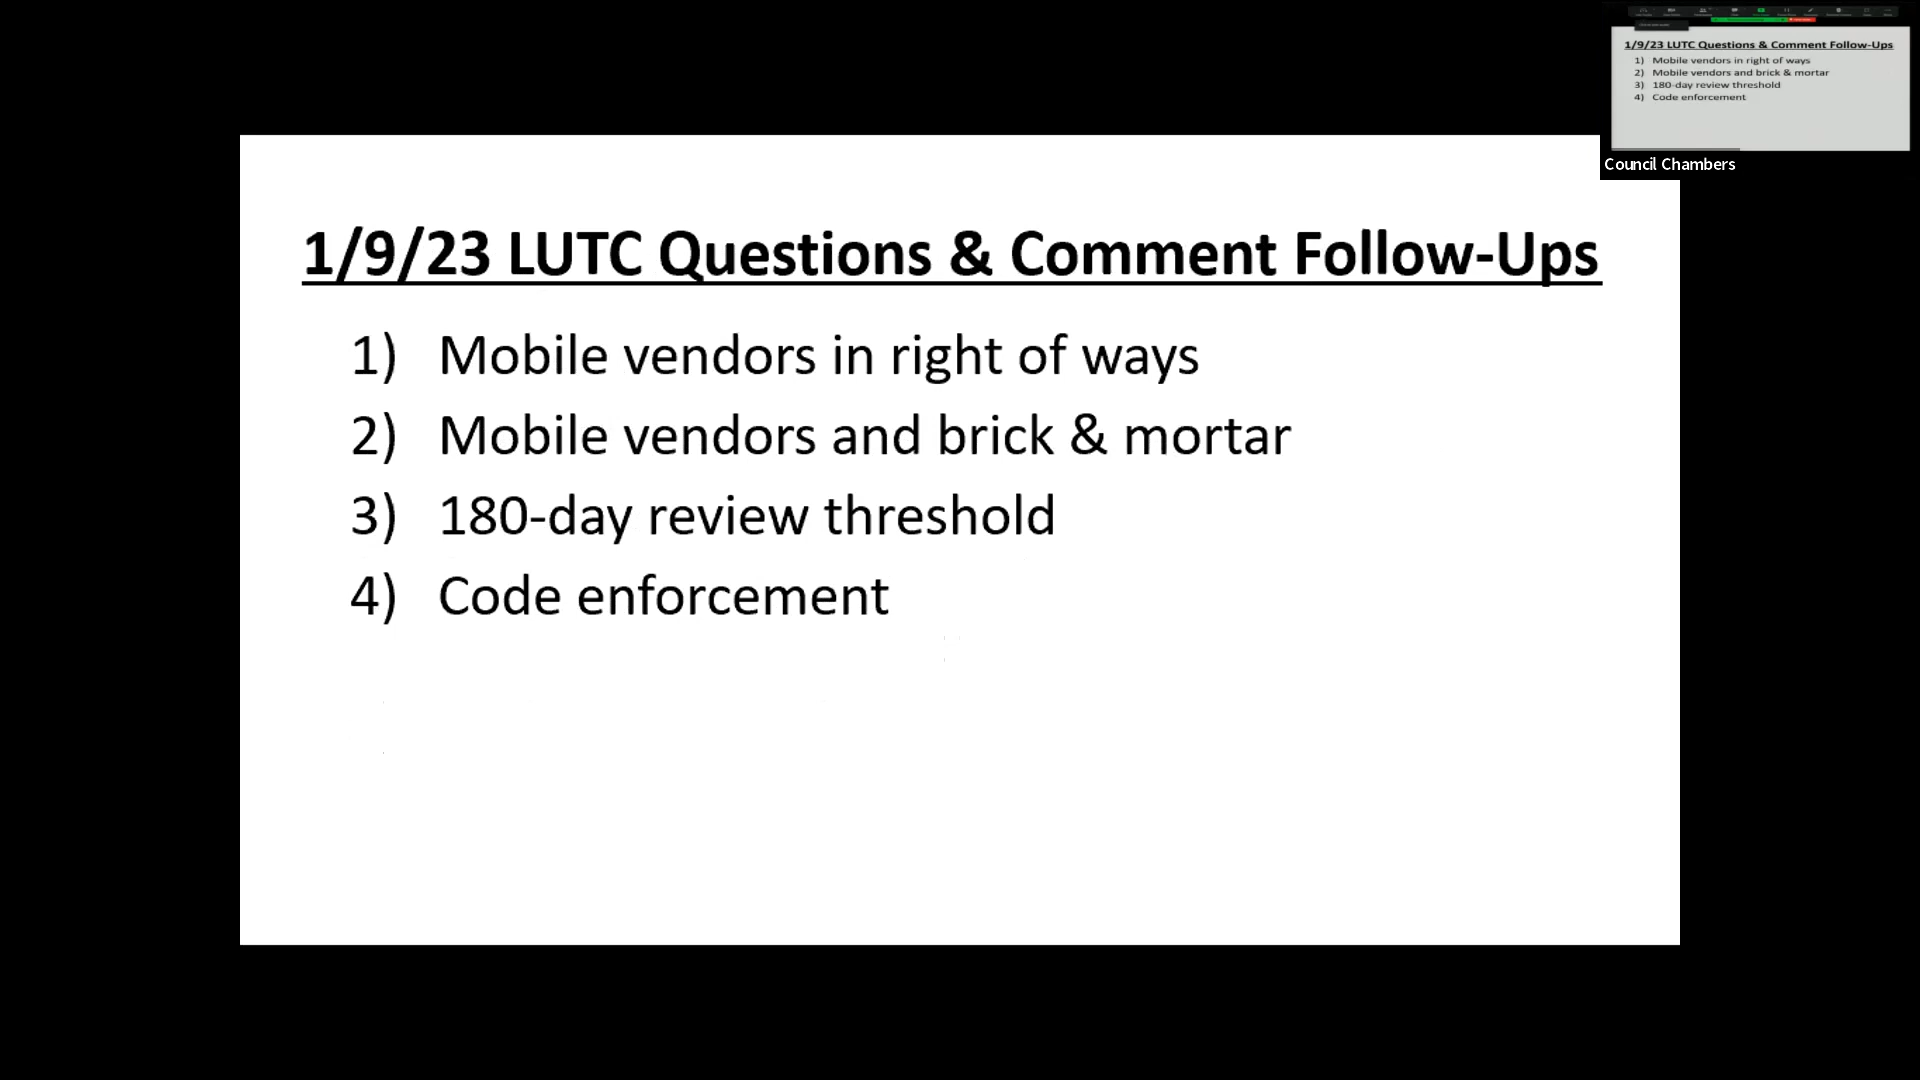 1/9/23 LUTC Questions & Comment Follow-Ups
1) Mobile vendors in right of ways
2) Mobile vendors and brick & mortar
3) 180-day review threshold
4) Code enforcement
1/9/23 LUTC Questions & Comment Follow-Ups
1) Mobile vendors in right of ways
2) Mobile vendors and brick & mortar
3) 180-day review threshold
4) Code enforcement
Council Chambers